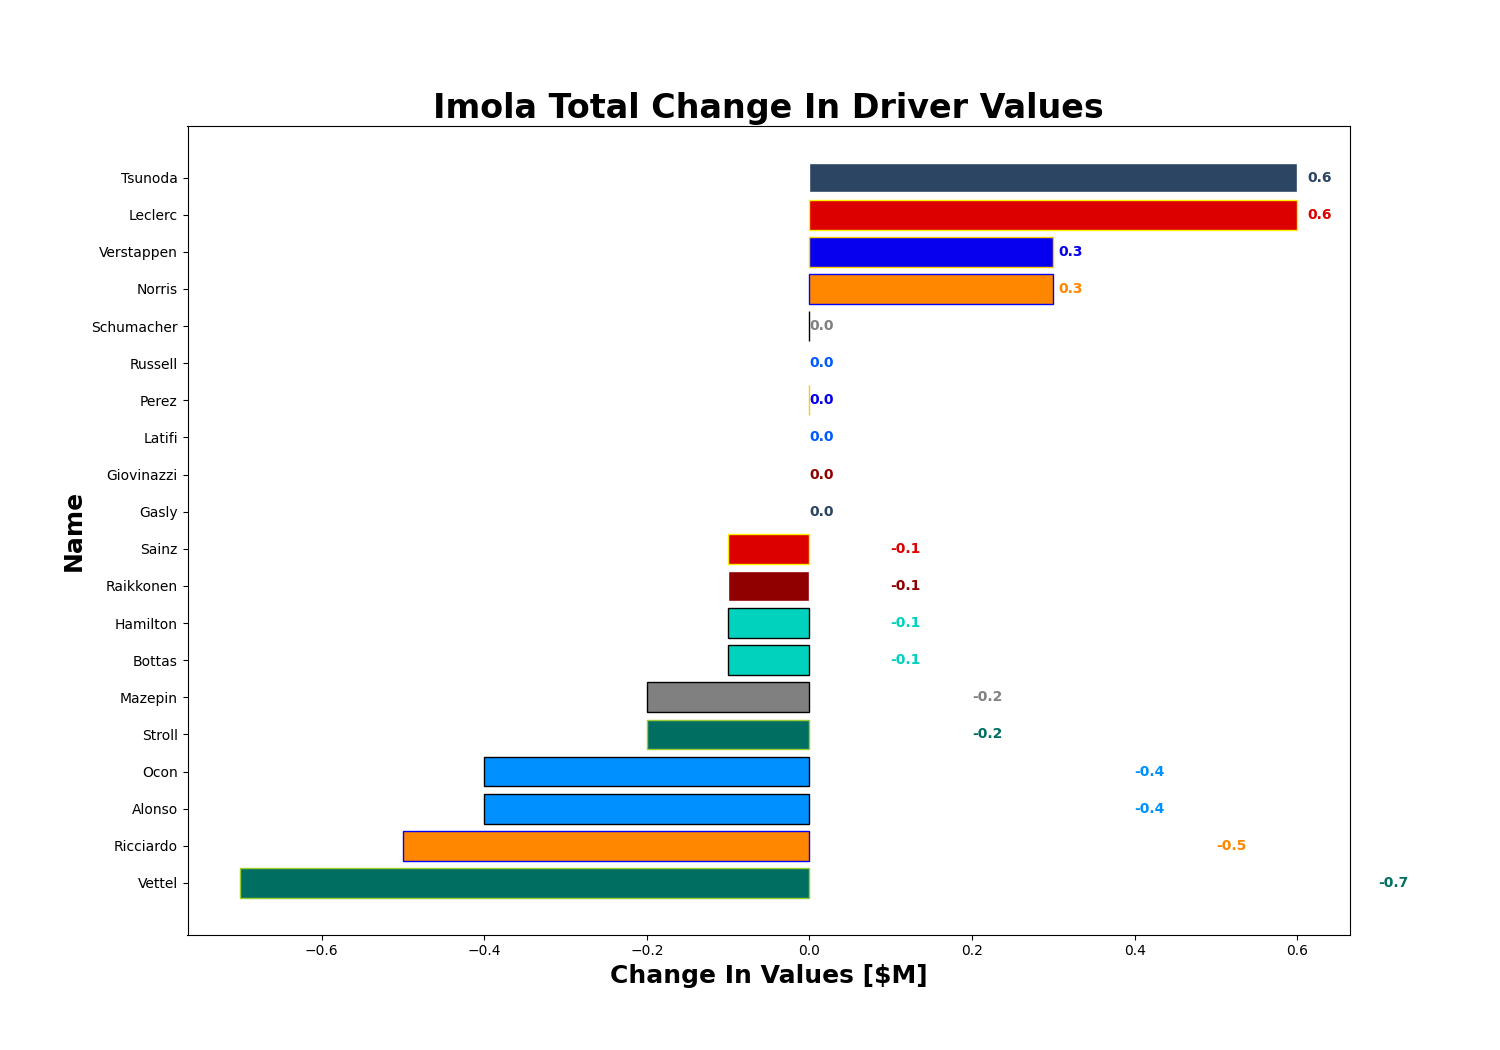 Imola Total Change In Driver Values
Tsunoda 0.6
Leclerc 0.6
Verstappen 0.3
Norris 0.3
Schumacher 0.0
Russell 0.0
Perez 0.0
Latifi 0.0
Giovinazzi 0.0
Gasly 0.0
Sainz -0.1
Raikkonen -0.1
Hamilton -0.1
Bottas -0.1
Mazepin -0.2
Stroll -0.2
Ocon -0.4
Alonso -0.4
Ricciardo -0.5
Vettel -0.7
Name
−0.6 −0.4 −0.2 0.0 0.2 0.4 0.6
Change In Values [$M]